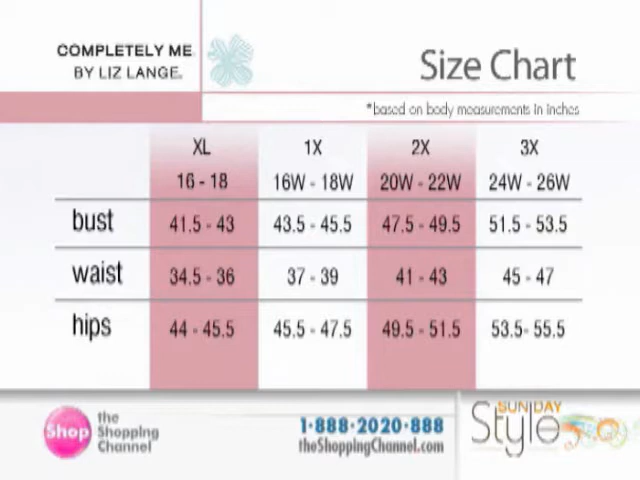 COMPLETELY ME
BY LIZ LANGE.
Size Chart
*based on body measurements in inches
XL 1X 2X 3X
16 - 18 16W - 18W 20W - 22W 24W - 26W
bust 41.5 - 43 43.5 - 45.5 47.5 - 49.5 51.5 - 53.5
waist 34.5 - 36 37 - 39 41 - 43 45 - 47
hips 44 - 45.5 45.5 - 47.5 49.5 - 51.5 53.5 - 55.5
Shop
the
Shopping
Channel
1·888·2020·888
theShoppingChannel.com
SUNDAY
Style